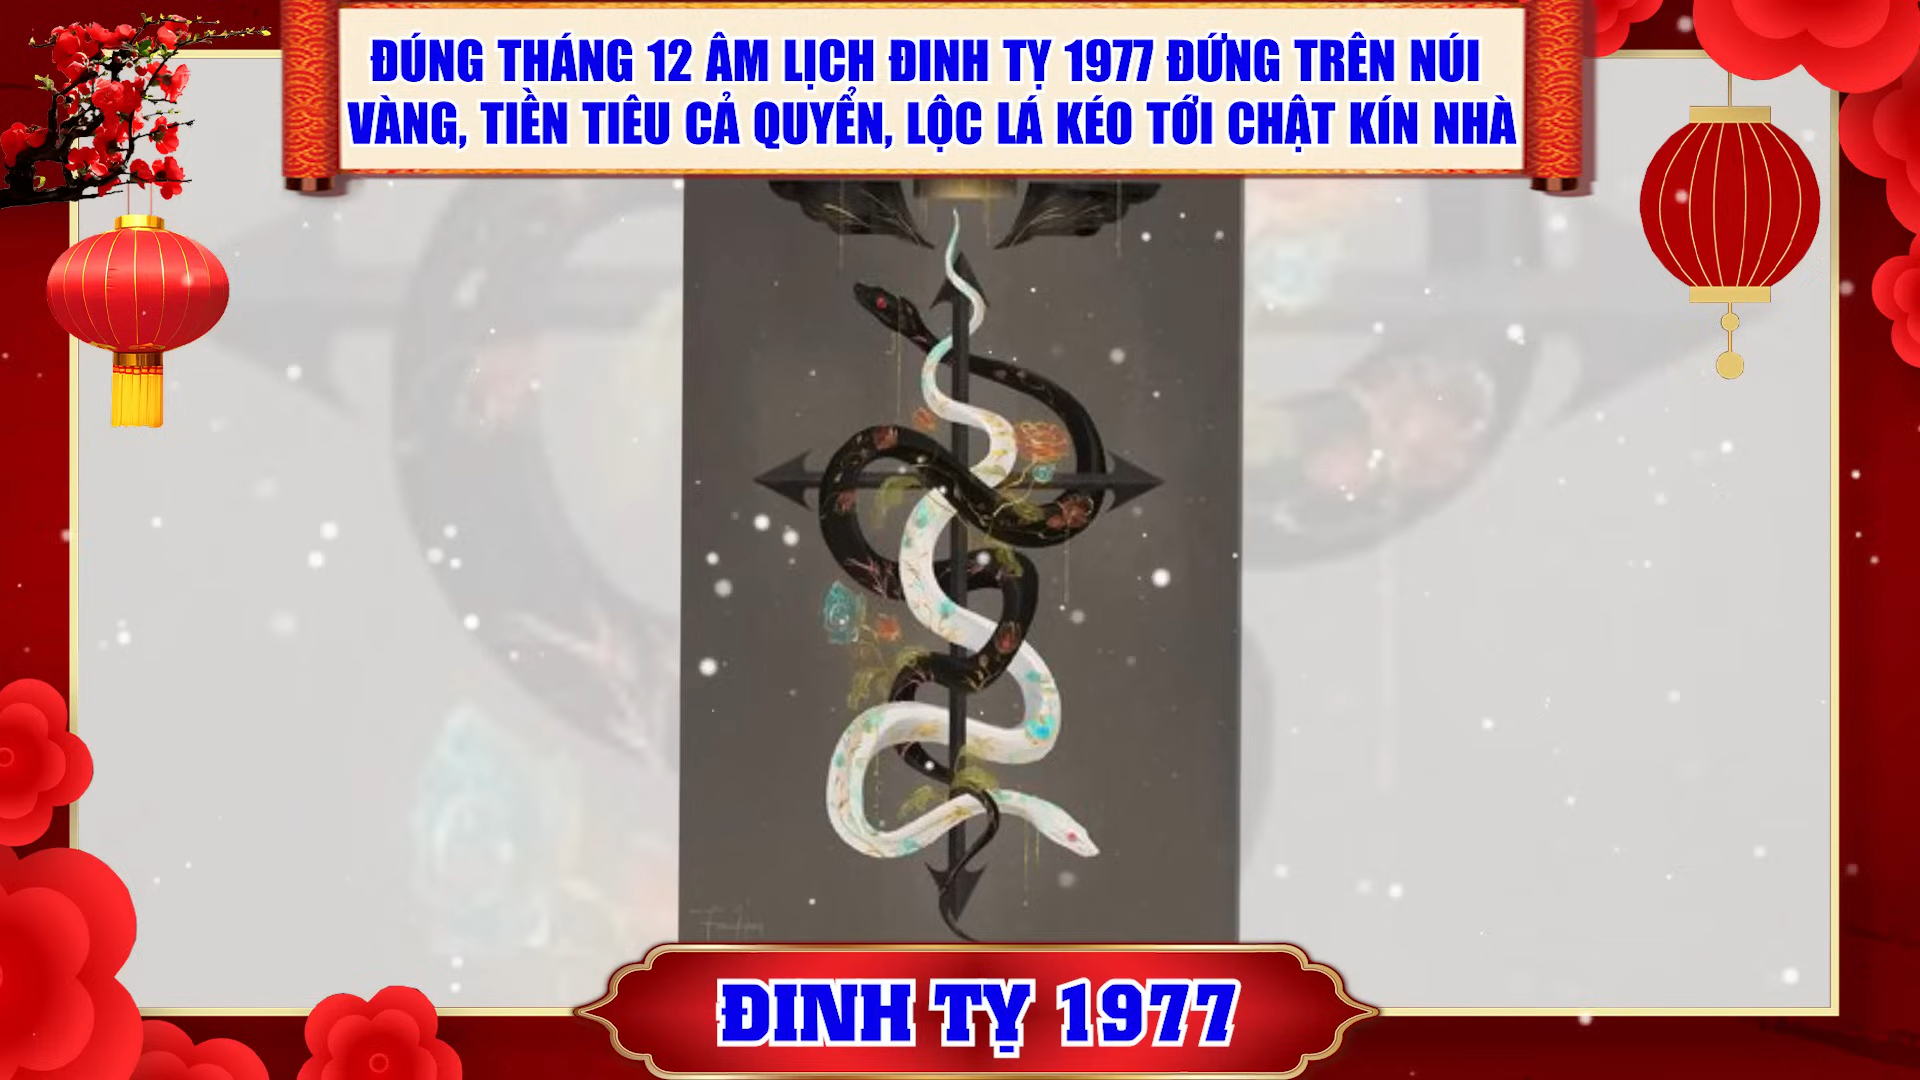 ĐÚNG THÁNG 12 ÂM LỊCH ĐINH TỴ 1977 ĐỨNG TRÊN NÚI
VÀNG, TIỀN TIÊU CẢ QUYỂN, LỘC LÁ KÉO TỚI CHẬT KÍN NHÀ
ĐINH TỴ 1977